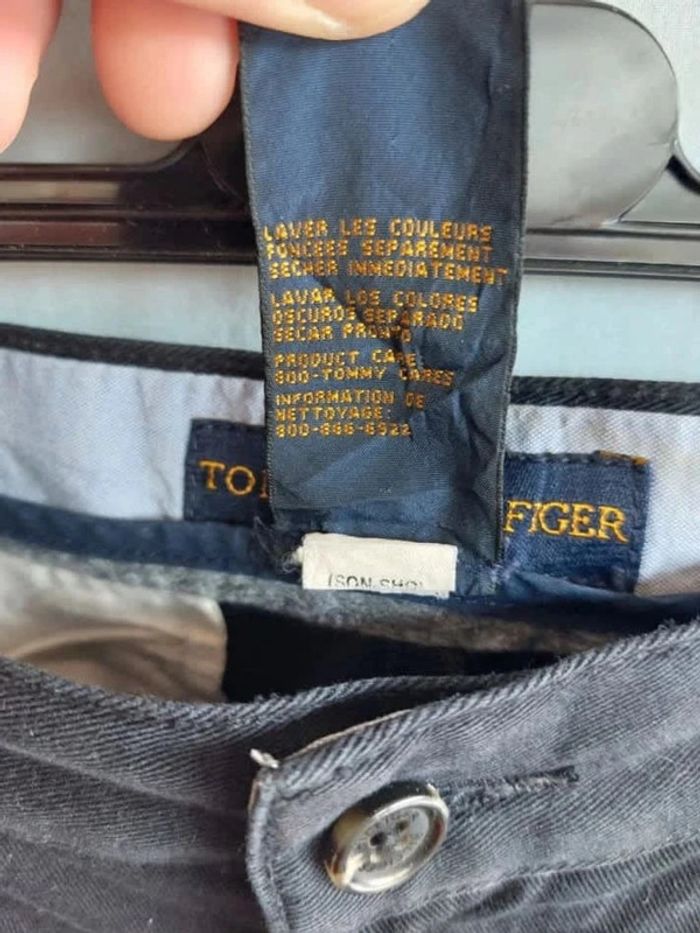 LAVER LES COULEURS
FONCEES SEPAREMENT
SECHER IMMEDIATEMENT
LAVAR LOS COLORES
OSCUROS SEPARADO
SECAR PRONTO
PRODUCT CARE
800-TOMMY CARES
INFORMATION DE
NETTOYAGE:
800-866-6922
TO
FIGER